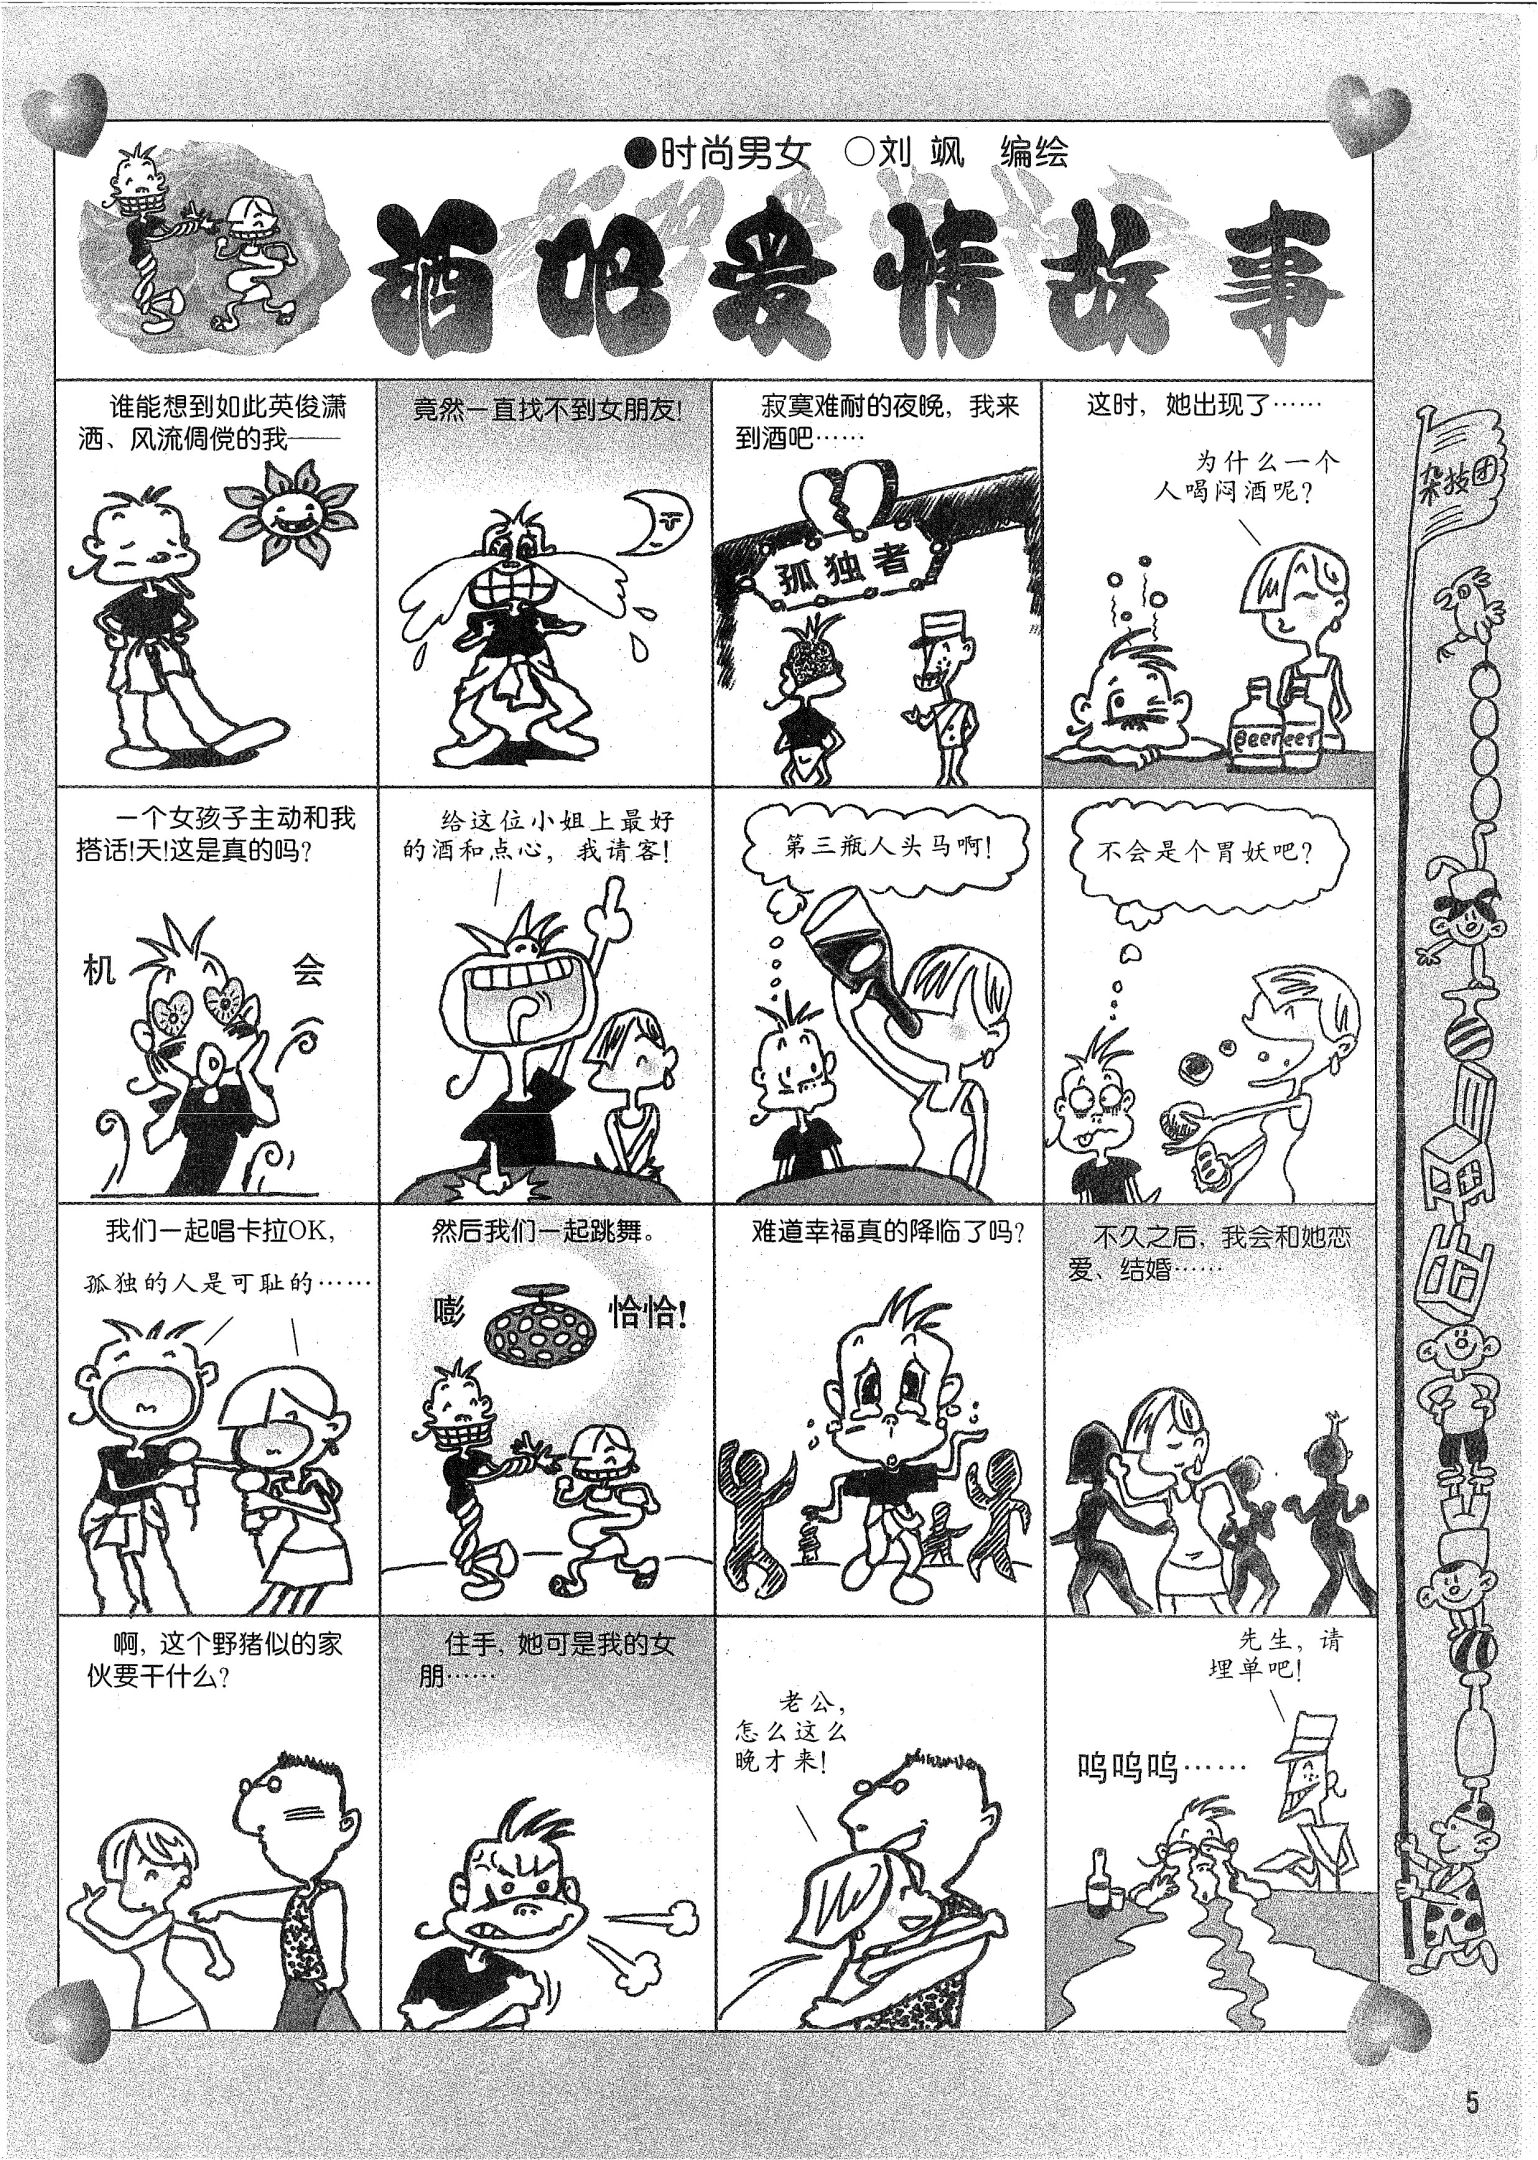 ●时尚男女 ○刘 飒 编绘
酒吧爱情故事
谁能想到如此英俊潇
洒、风流倜傥的我——
竟然一直找不到女朋友!
寂寞难耐的夜晚，我来
到酒吧……
孤独者
这时，她出现了……
为什么一个
人喝闷酒呢?
Beer
eer
一个女孩子主动和我
搭话!天!这是真的吗?
机 会
给这位小姐上最好
的酒和点心，我请客!
第三瓶人头马啊!
不会是个胃妖吧?
我们一起唱卡拉OK，
孤独的人是可耻的……
然后我们一起跳舞。
嘭 恰恰!
难道幸福真的降临了吗?
不久之后，我会和她恋
爱、结婚……
啊，这个野猪似的家
伙要干什么?
住手，她可是我的女
朋……
老公，
怎么这么
晚才来!
先生，请
埋单吧!
呜呜呜……
杂技团
5